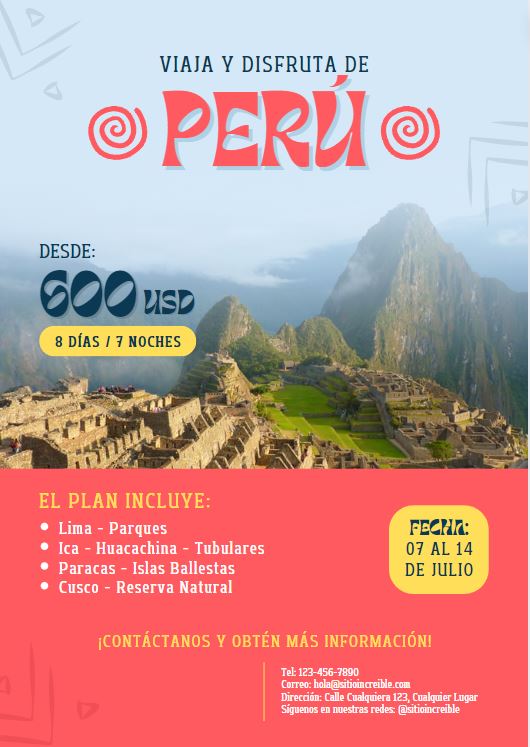 VIAJA Y DISFRUTA DE
PERÚ
DESDE:
600 USD
8 DÍAS / 7 NOCHES
EL PLAN INCLUYE:
• Lima - Parques
• Ica - Huacachina - Tubulares
• Paracas - Islas Ballestas
• Cusco - Reserva Natural
FECHA:
07 AL 14
DE JULIO
¡CONTÁCTANOS Y OBTÉN MÁS INFORMACIÓN!
Tel: 123-456-7890
Correo: hola@sitioincreible.com
Dirección: Calle Cualquiera 123, Cualquier Lugar
Síguenos en nuestras redes: @sitioincreible